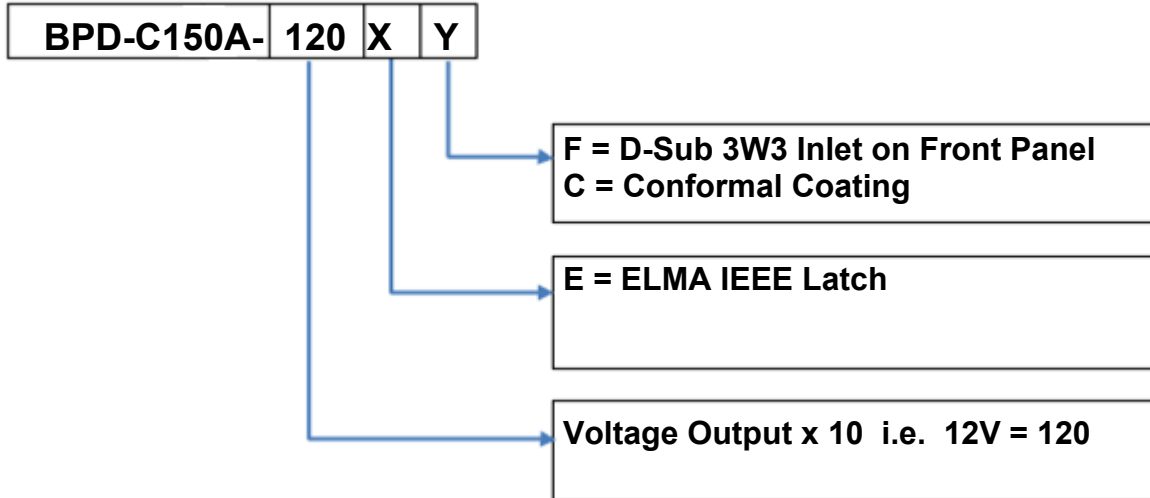 BPD-C150A- 120 X Y
F = D-Sub 3W3 Inlet on Front Panel
C = Conformal Coating
E = ELMA IEEE Latch
Voltage Output x 10 i.e. 12V = 120